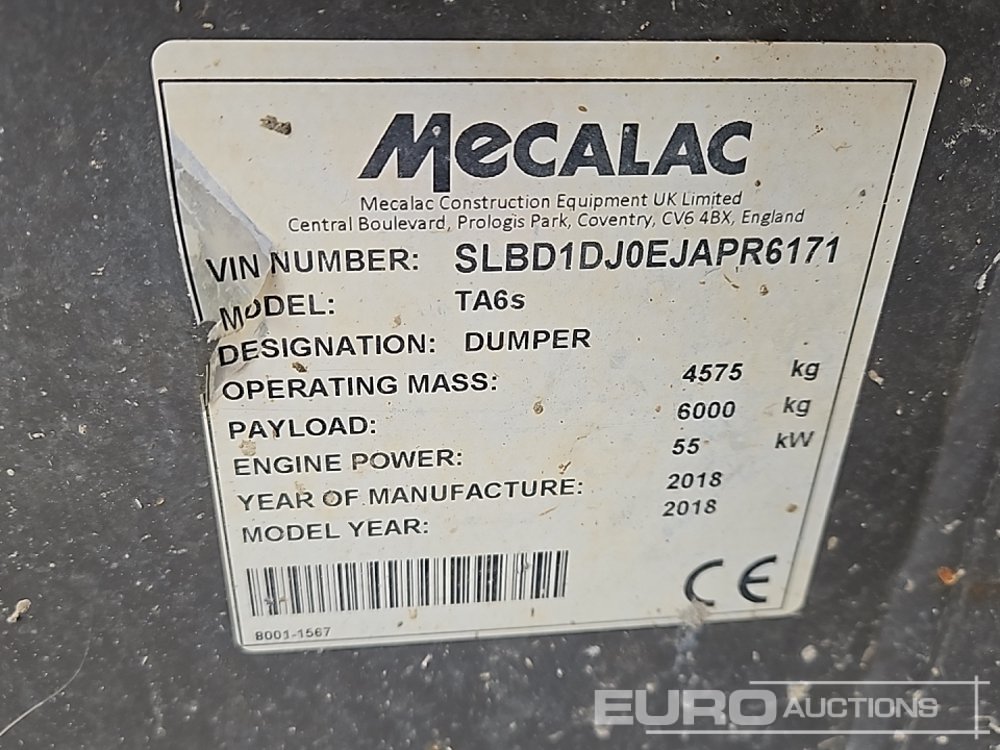 MECALAC
Mecalac Construction Equipment UK Limited
Central Boulevard, Prologis Park, Coventry, CV6 4BX, England
VIN NUMBER: SLBD1DJ0EJAPR6171
MODEL: TA6s
DESIGNATION: DUMPER
OPERATING MASS: 4575 kg
PAYLOAD: 6000 kg
ENGINE POWER: 55 kW
YEAR OF MANUFACTURE: 2018
MODEL YEAR: 2018
CE
8001-1567
EURO AUCTIONS